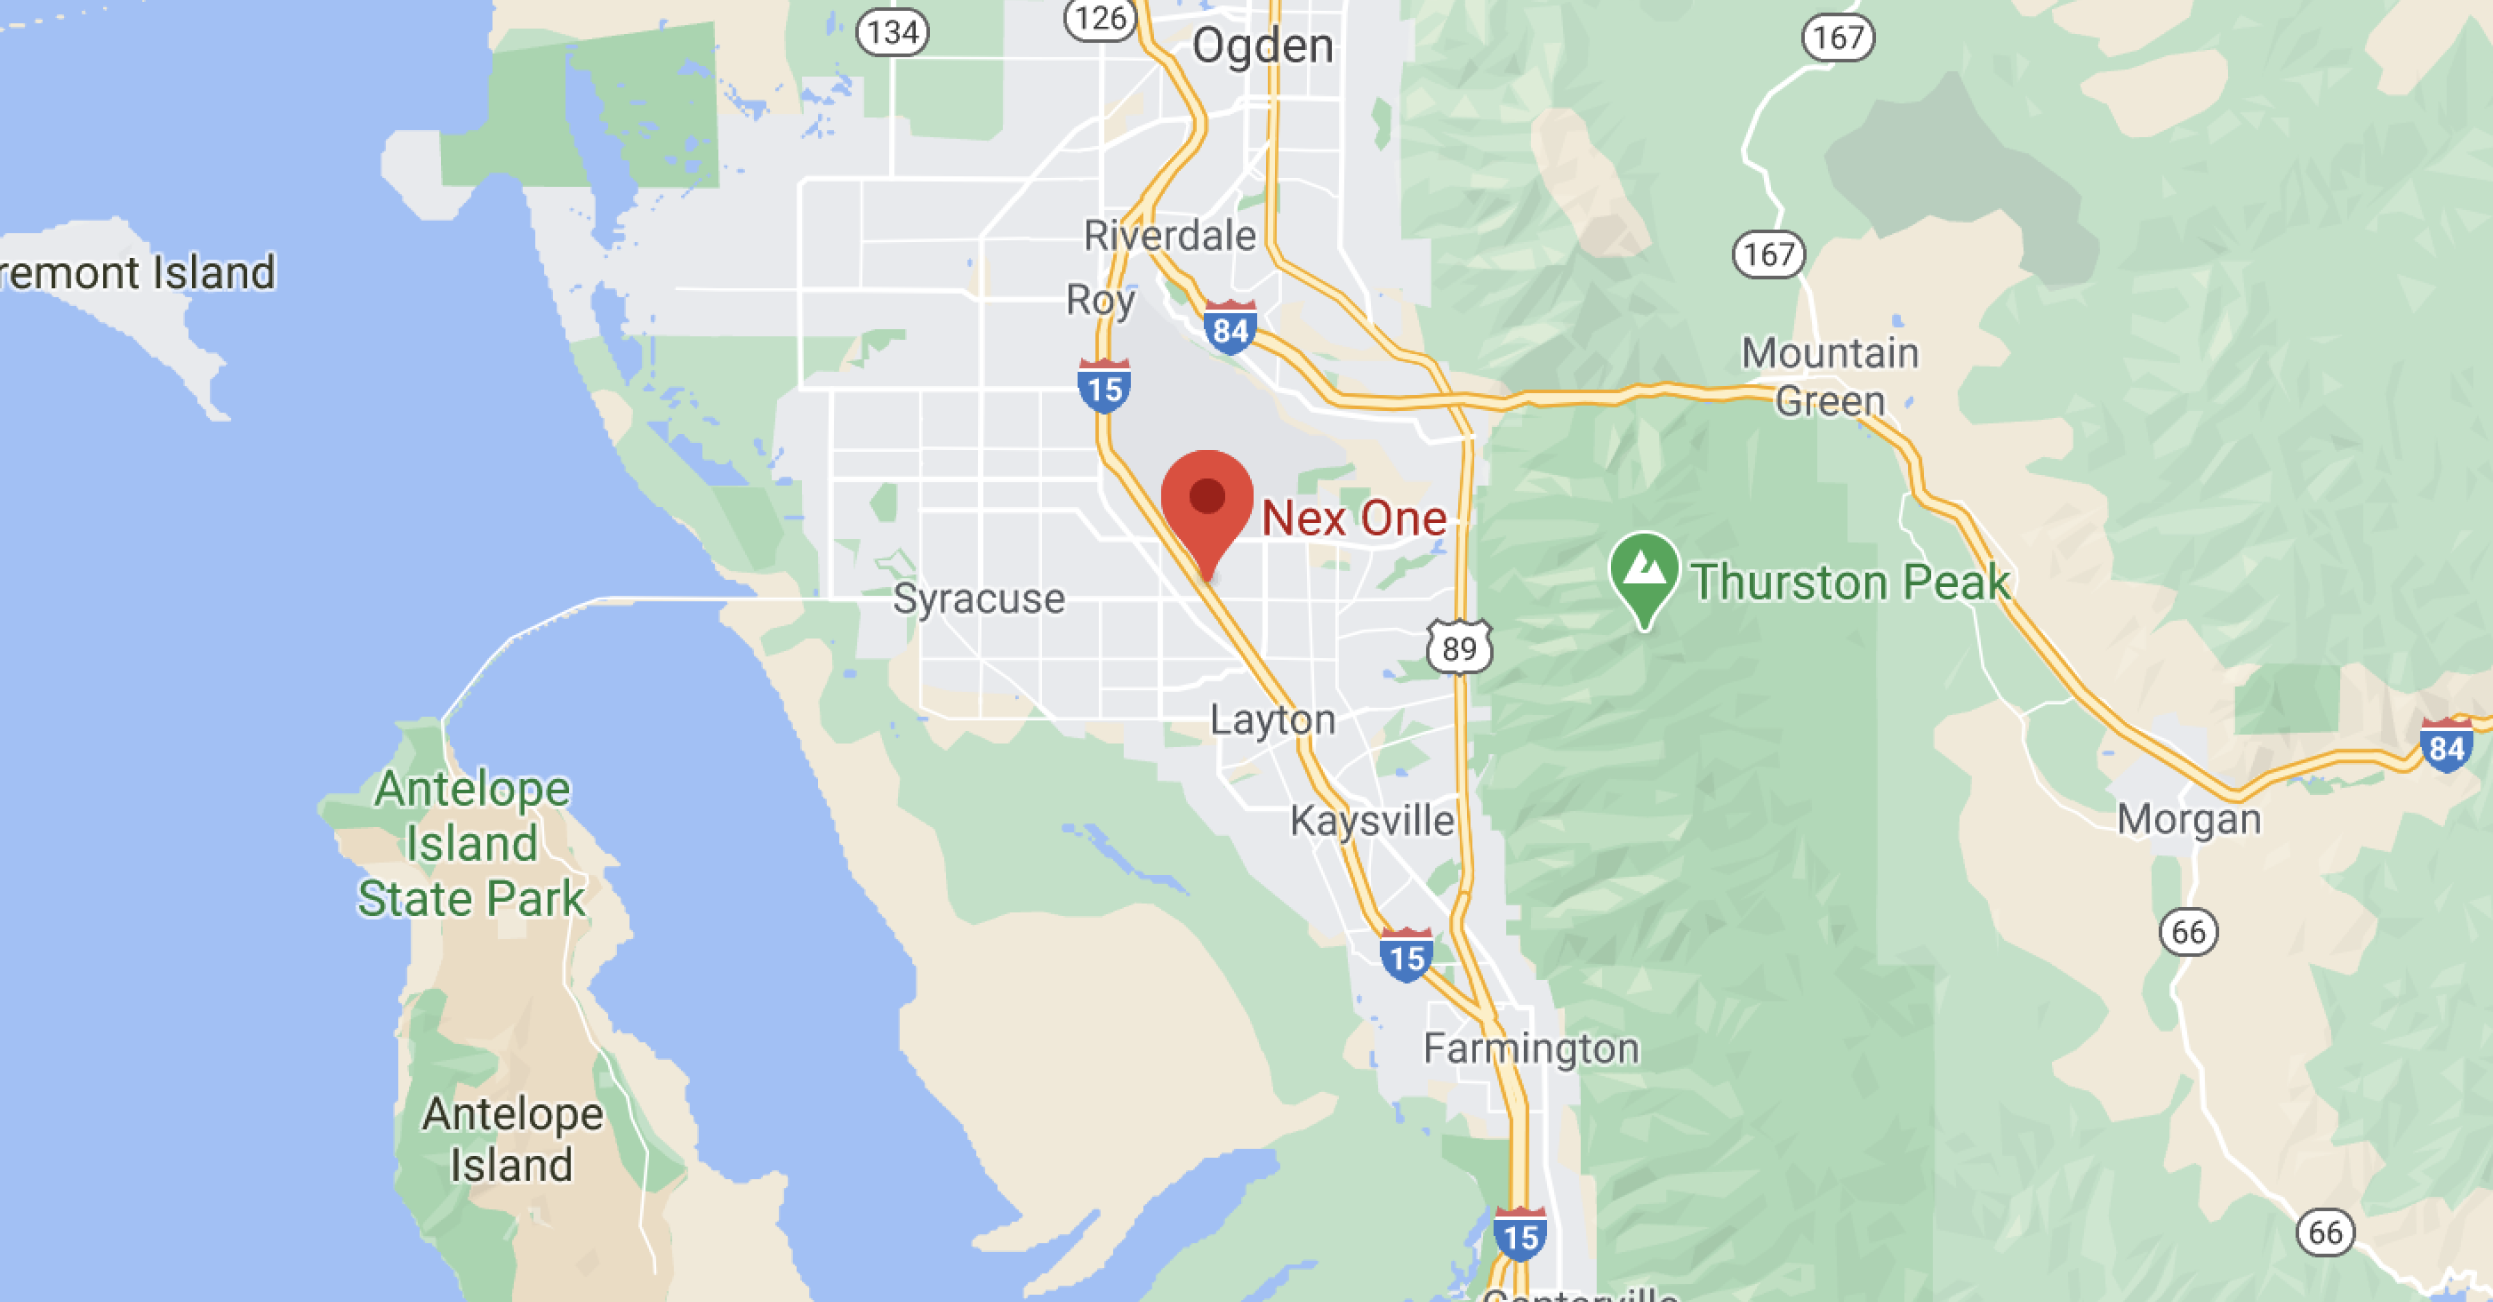 134
126
Ogden
167
Riverdale
167
remont Island
Roy
84
Mountain
Green
15
Nex One
Thurston Peak
Syracuse
89
Layton
84
Antelope
Island
State Park
Kaysville
Morgan
66
15
Farmington
Antelope
Island
15
66